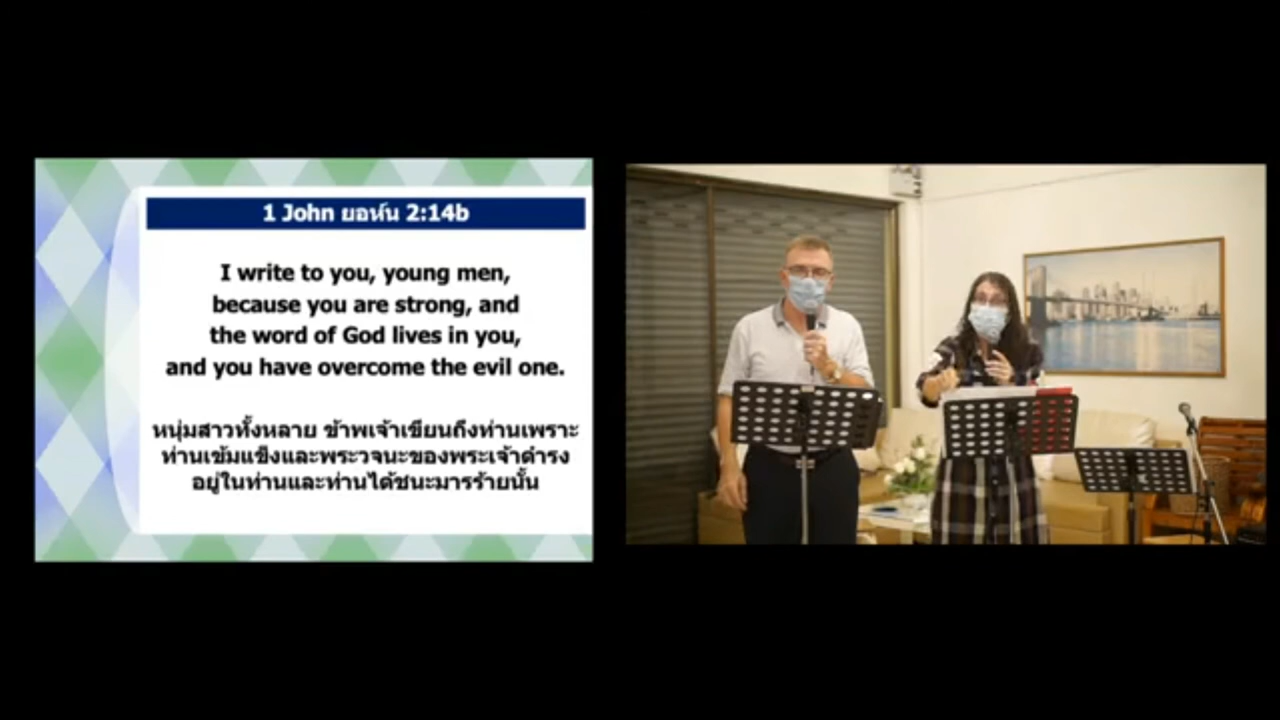 1 John ยอห์น 2:14b
I write to you, young men,
because you are strong, and
the word of God lives in you,
and you have overcome the evil one.
หนุ่มสาวทั้งหลาย ข้าพเจ้าเขียนถึงท่านเพราะ
ท่านเข้มแข็งและพระวจนะของพระเจ้าดำรง
อยู่ในท่านและท่านได้ชนะมารร้ายนั้น